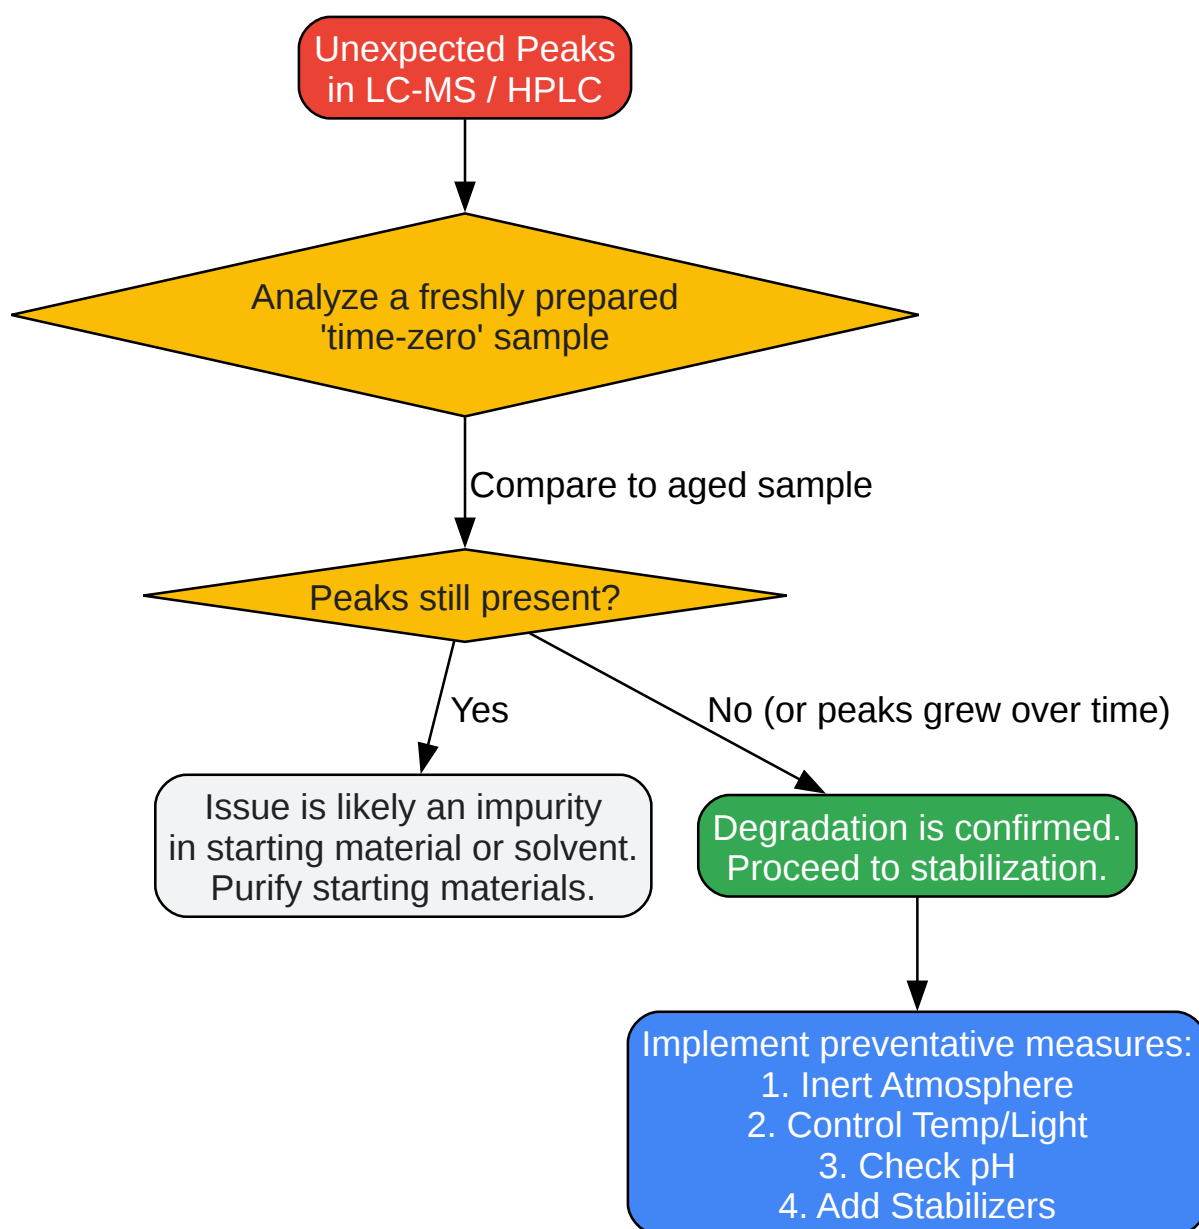 Unexpected Peaks
in LC-MS / HPLC
Analyze a freshly prepared
'time-zero' sample
Compare to aged sample
Peaks still present?
Yes
No (or peaks grew over time)
Issue is likely an impurity
in starting material or solvent.
Purify starting materials.
Degradation is confirmed.
Proceed to stabilization.
Implement preventative measures:
1. Inert Atmosphere
2. Control Temp/Light
3. Check pH
4. Add Stabilizers